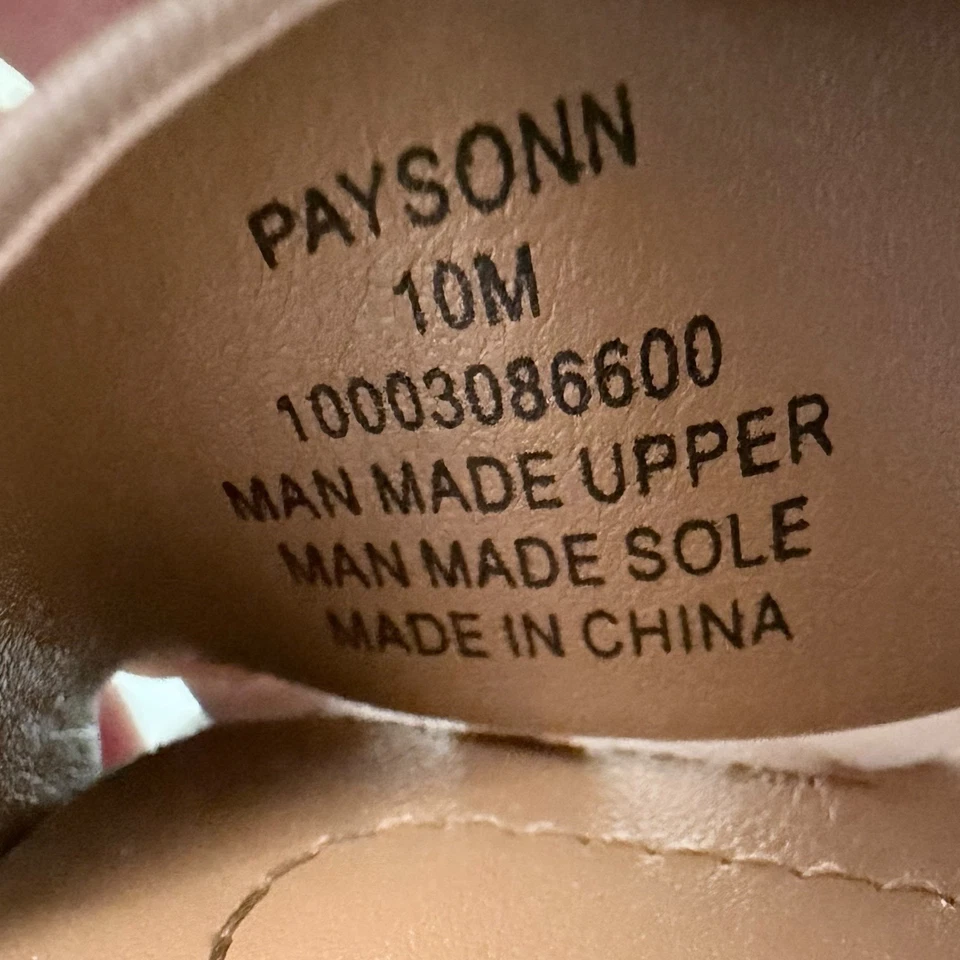 PAYSONN
10M
10003086600
MAN MADE UPPER
MAN MADE SOLE
MADE IN CHINA